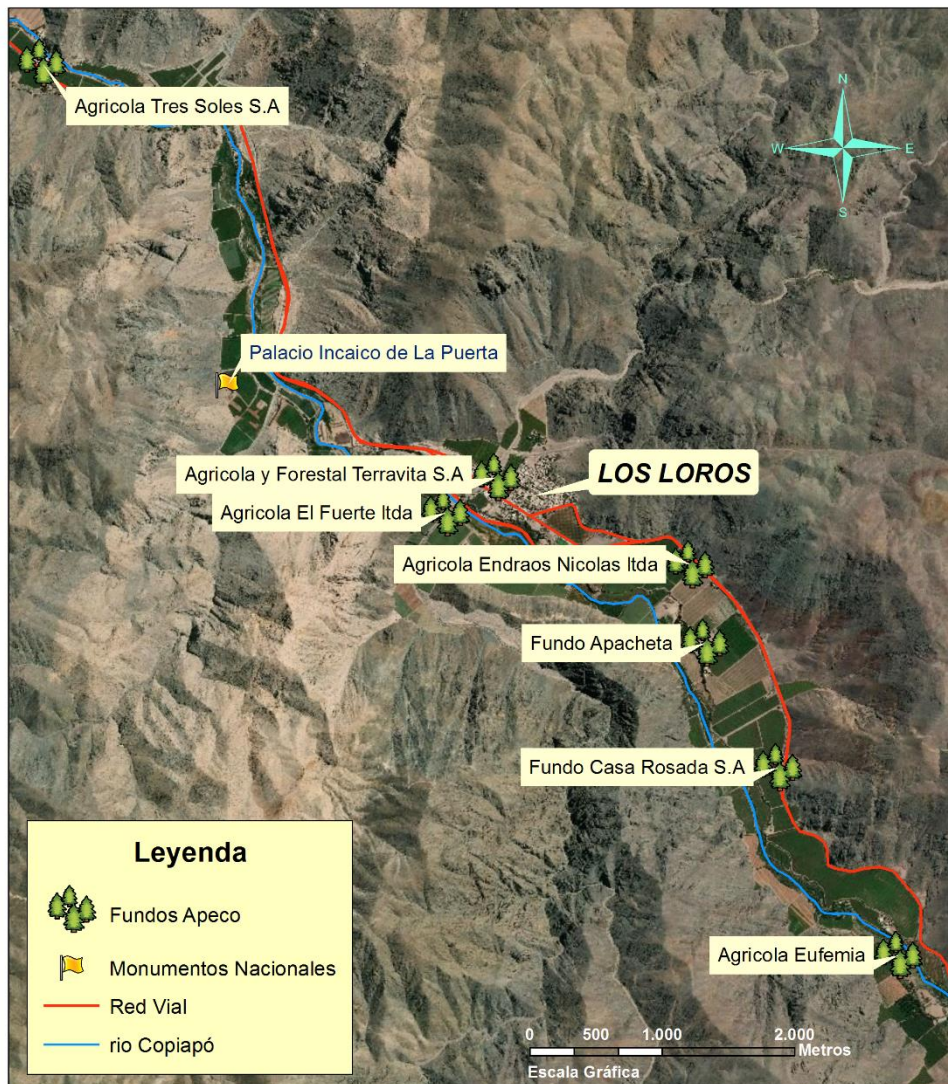 Agricola Tres Soles S.A
N
W
E
S
Palacio Incaico de La Puerta
Agricola y Forestal Terravita S.A
LOS LOROS
Agricola El Fuerte ltda
Agricola Endraos Nicolas ltda
Fundo Apacheta
Fundo Casa Rosada S.A
Agricola Eufemia
Leyenda
Fundos Apeco
Monumentos Nacionales
Red Vial
rio Copiapó
0 500 1.000 2.000
Metros
Escala Gráfica